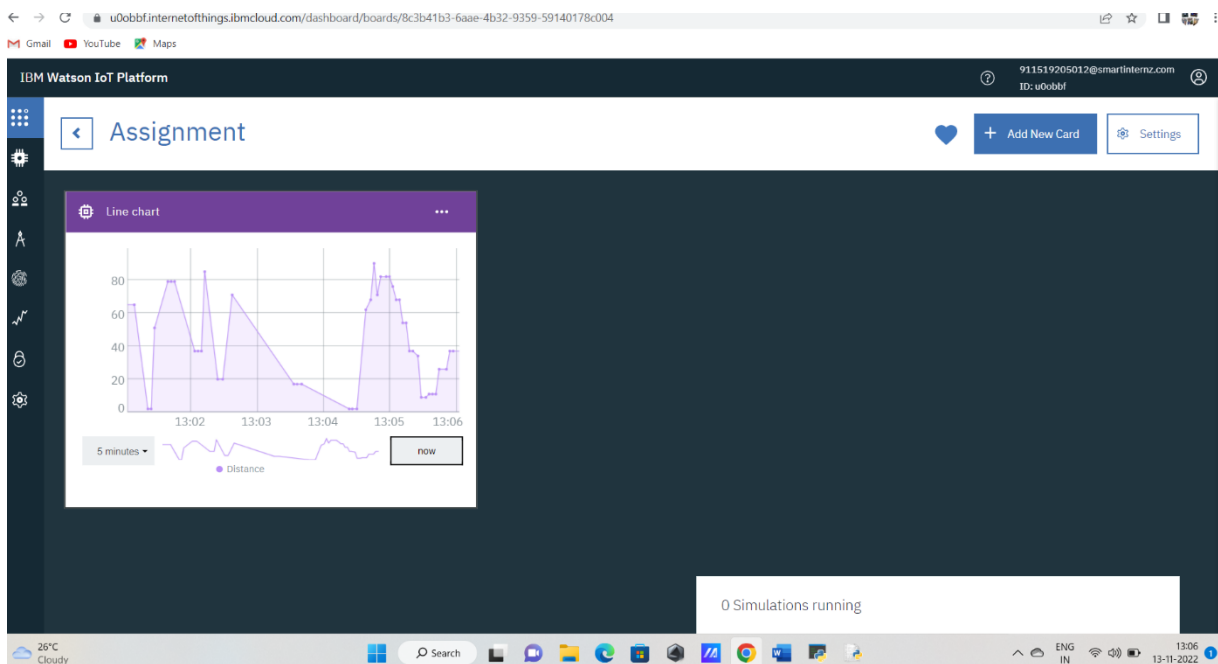 u0obbf.internetofthings.ibmcloud.com/dashboard/boards/8c3b41b3-6aae-4b32-9359-59140178c004
Gmail YouTube Maps
IBM Watson IoT Platform
911519205012@smartinternz.com
ID: u0obbf
Assignment
+ Add New Card
Settings
Line chart
80
60
40
20
0
13:02 13:03 13:04 13:05 13:06
5 minutes
now
Distance
0 Simulations running
26°C
Cloudy
Search
ENG
IN
13:06
13-11-2022
1